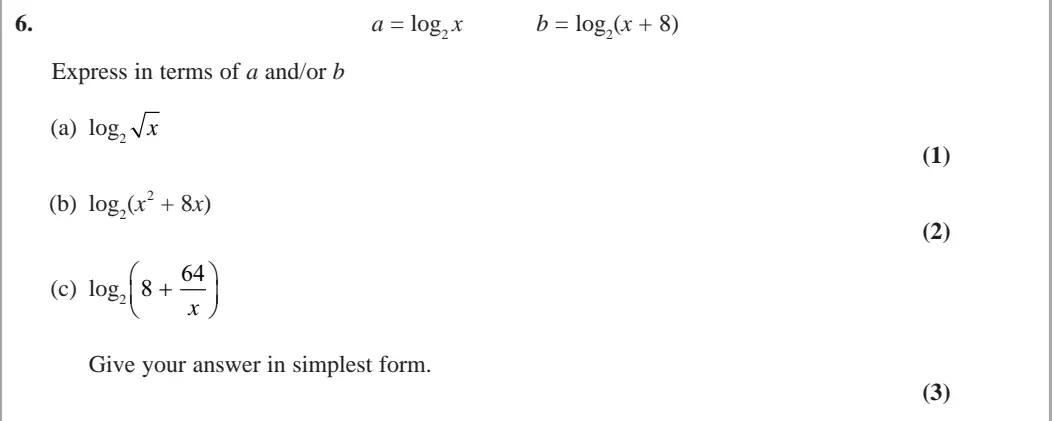 6. a = log₂ x b = log₂(x + 8)
Express in terms of a and/or b
(a) log₂ √x
(1)
(b) log₂(x² + 8x)
(2)
(c) log₂(8 + 64/x)
Give your answer in simplest form.
(3)